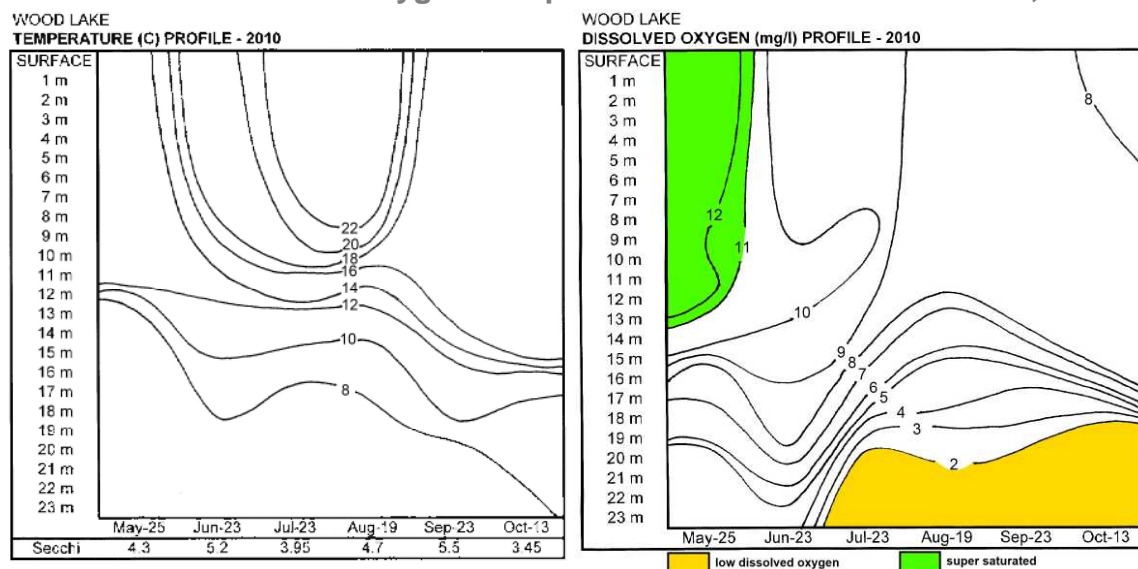 WOOD LAKE
TEMPERATURE (C) PROFILE - 2010
SURFACE
1 m
2 m
3 m
4 m
5 m
6 m
7 m
8 m
9 m
10 m
11 m
12 m
13 m
14 m
15 m
16 m
17 m
18 m
19 m
20 m
21 m
22 m
23 m
22
20
18
16
14
12
10
8
May-25 Jun-23 Jul-23 Aug-19 Sep-23 Oct-13
Secchi 4.3 5.2 3.95 4.7 5.5 3.45
WOOD LAKE
DISSOLVED OXYGEN (mg/l) PROFILE - 2010
SURFACE
1 m
2 m
3 m
4 m
5 m
6 m
7 m
8 m
9 m
10 m
11 m
12 m
13 m
14 m
15 m
16 m
17 m
18 m
19 m
20 m
21 m
22 m
23 m
8
12
11
10
9
8
7
6
5
4
3
2
May-25 Jun-23 Jul-23 Aug-19 Sep-23 Oct-13
low dissolved oxygen super saturated